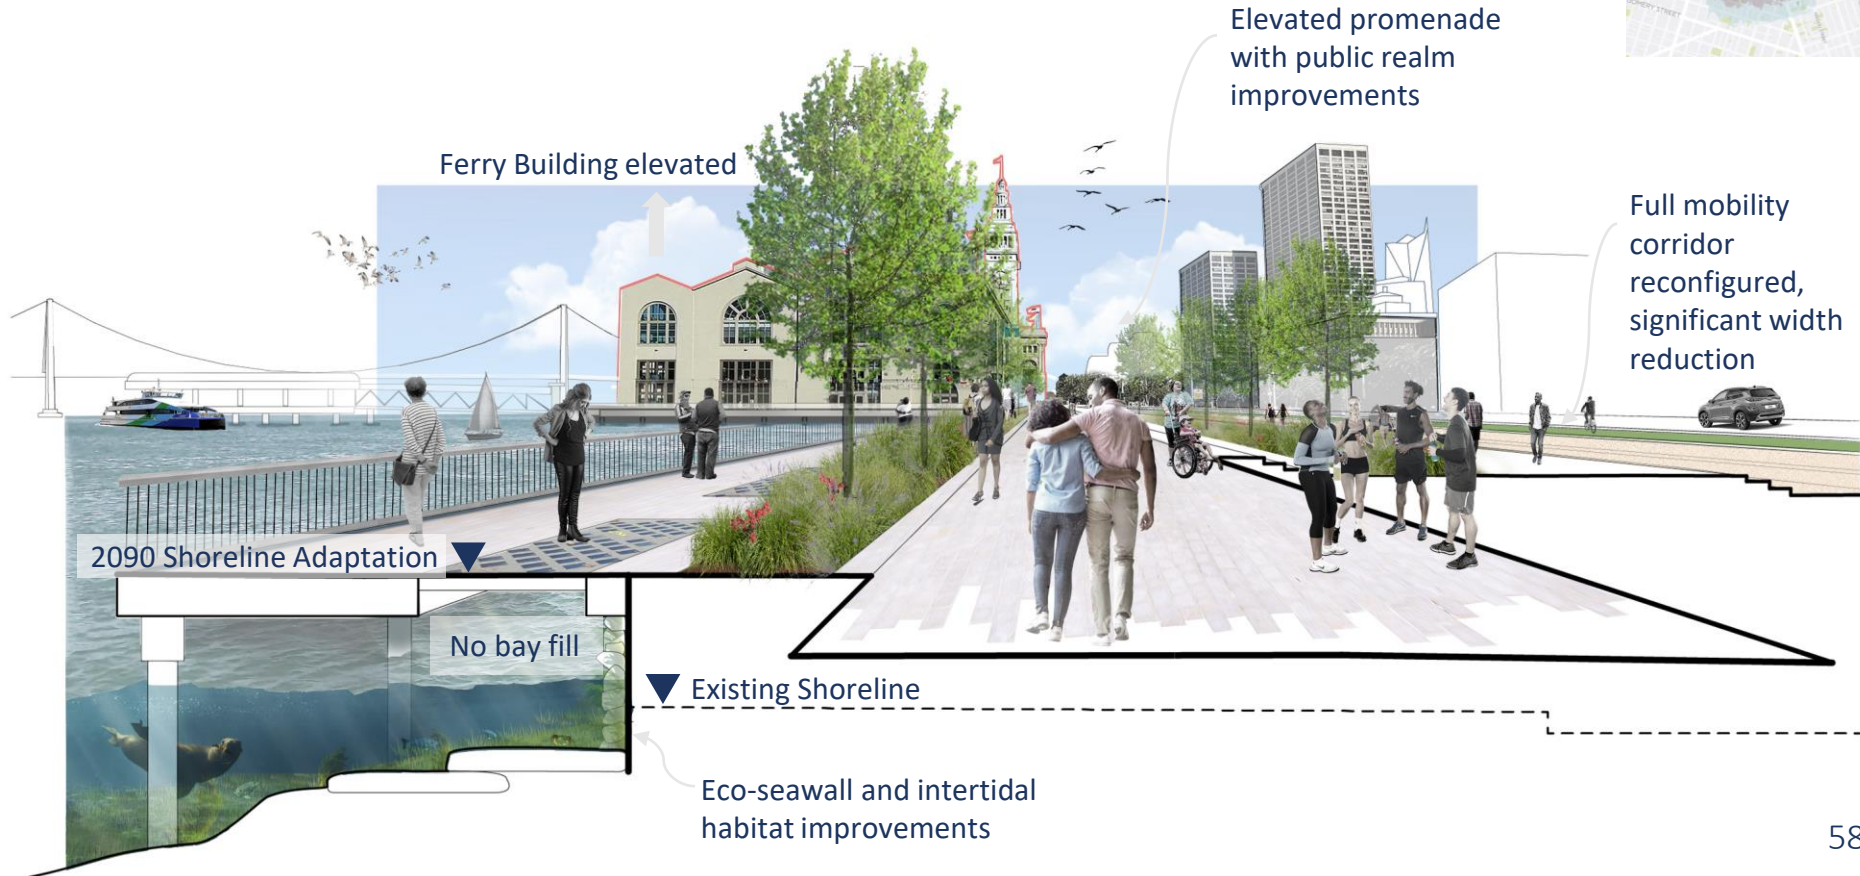 Elevated promenade
with public realm
improvements
Ferry Building elevated
Full mobility
corridor
reconfigured,
significant width
reduction
2090 Shoreline Adaptation
No bay fill
Existing Shoreline
Eco-seawall and intertidal
habitat improvements
58